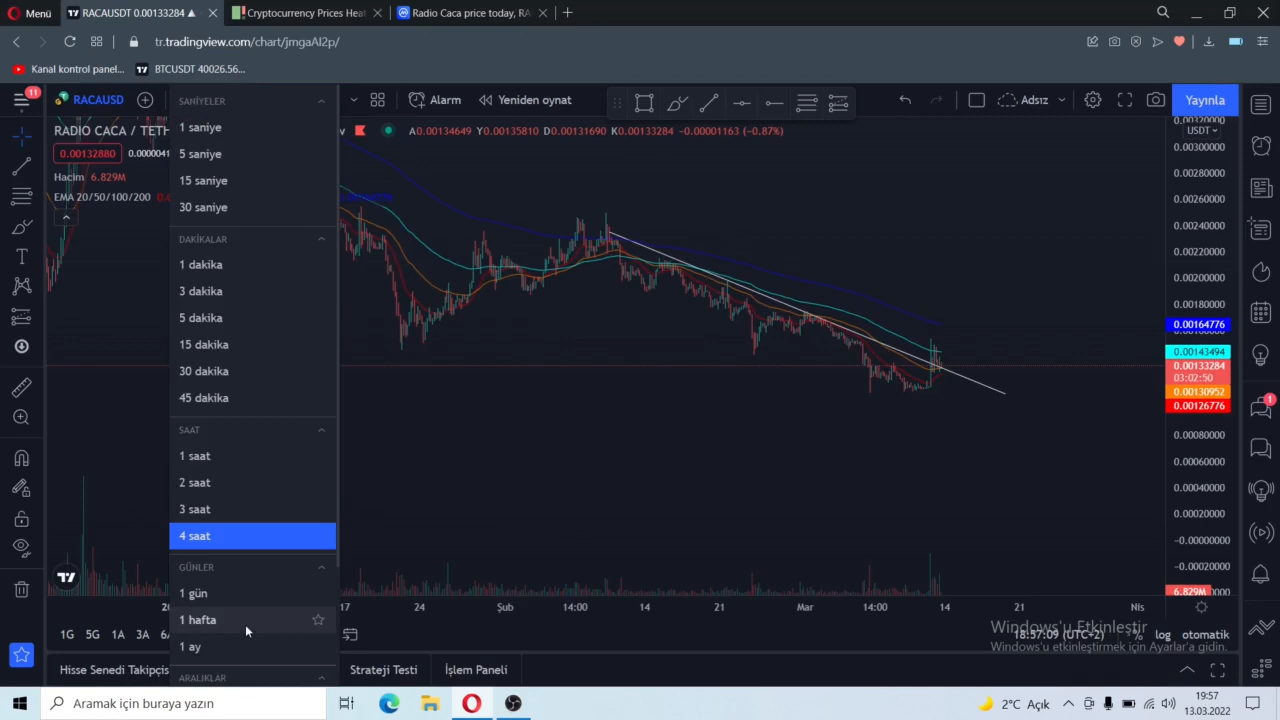 Menü
RACAUSDT 0.00133284 ▲
Cryptocurrency Prices Heat
Radio Caca price today, RA
tr.tradingview.com/chart/jmgaAI2p/
Kanal kontrol panel...
BTCUSDT 40026.56...
11
RACAUSD
Alarm
Yeniden oynat
Adsız
Yayınla
RADIO CACA / TETH
A0.00134649 Y0.00135810 D0.00131690 K0.00133284 -0.00001163 (-0.87%)
0.00132880
0.0000041
Hacim 6.829M
EMA 20/50/100/200
SANİYELER
1 saniye
5 saniye
15 saniye
30 saniye
DAKİKALAR
1 dakika
3 dakika
5 dakika
15 dakika
30 dakika
45 dakika
SAAT
1 saat
2 saat
3 saat
4 saat
GÜNLER
1 gün
1 hafta
1 ay
ARALIKLAR
0.00320000
USDT
0.00300000
0.00280000
0.00260000
0.00240000
0.00220000
0.00200000
0.00180000
0.00164776
0.00143494
0.00133284
03:02:50
0.00130952
0.00126776
0.00080000
0.00060000
0.00040000
0.00020000
-0.00000000
-0.00020000
6.829M
1
17
24
Şub
14:00
14
21
Mar
14:00
14
21
Nis
1G
5G
1A
3A
18:57:09 (UTC+2)
%
log
otomatik
Windows'u Etkinleştir
Windows'u etkinleştirmek için Ayarlar'a gidin.
Hisse Senedi Takipçis
Strateji Testi
İşlem Paneli
Aramak için buraya yazın
2°C Açık
19:57
13.03.2022